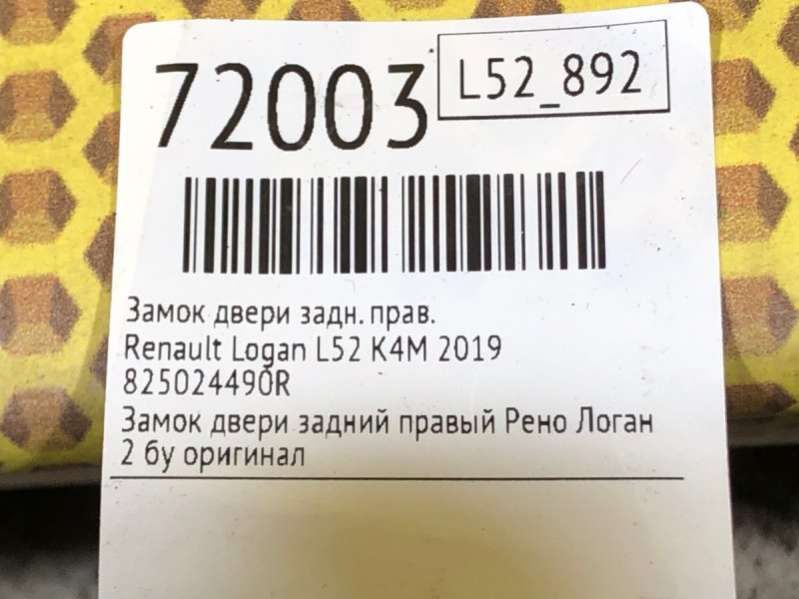 72003
L52_892
Замок двери задн. прав.
Renault Logan L52 K4M 2019
825024490R
Замок двери задний правый Рено Логан
2 бу оригинал